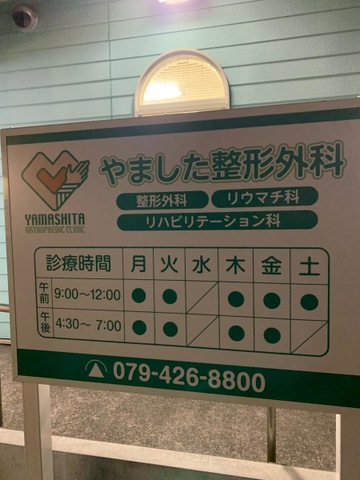 やました整形外科
YAMASHITA
ORTHOPAEDIC CLINIC
整形外科 リウマチ科
リハビリテーション科
診療時間 月 火 水 木 金 土
午前 9:00〜12:00 ● ● ／ ● ● ●
午後 4:30〜 7:00 ● ● ／ ● ● ／
079-426-8800